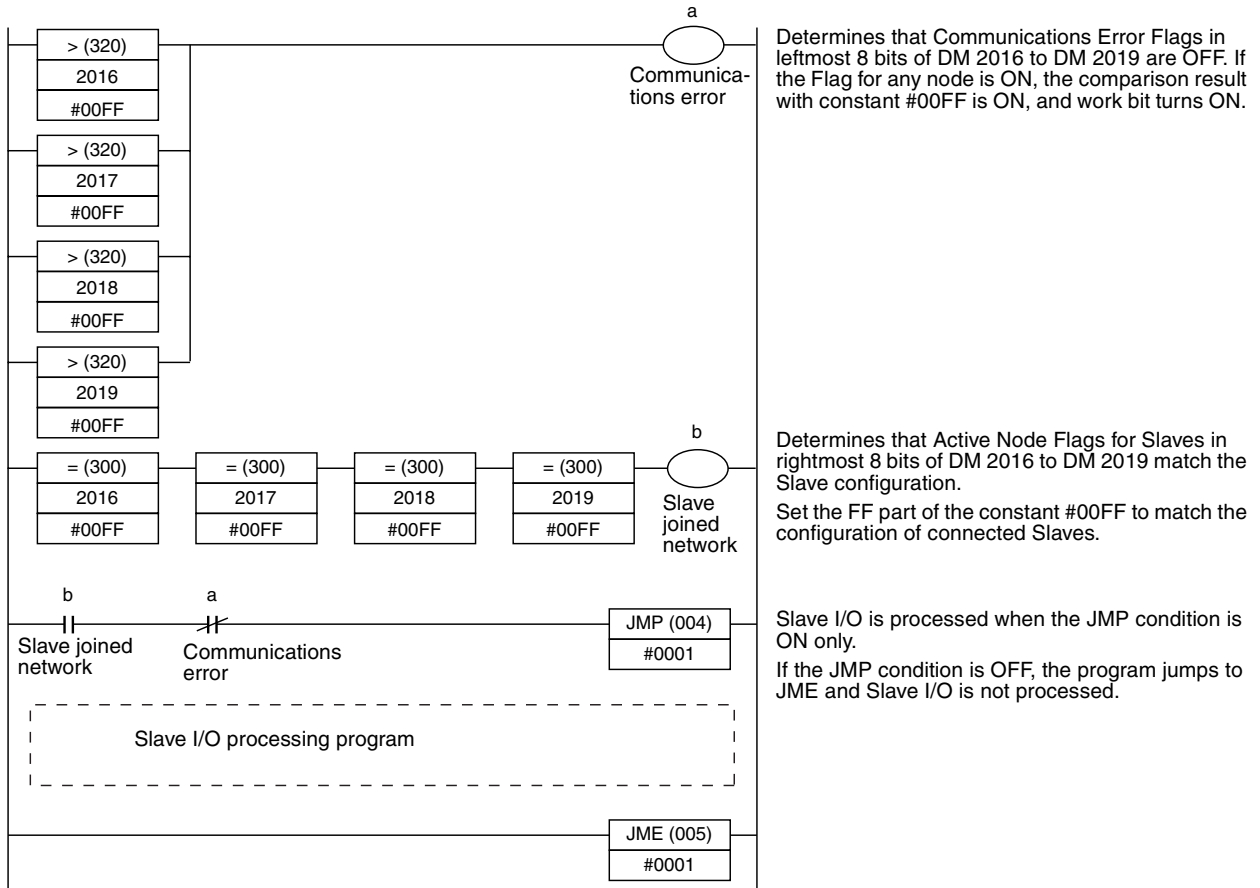 a
> (320)
2016
#00FF
Communica-
tions error
Determines that Communications Error Flags in
leftmost 8 bits of DM 2016 to DM 2019 are OFF. If
the Flag for any node is ON, the comparison result
with constant #00FF is ON, and work bit turns ON.
> (320)
2017
#00FF
> (320)
2018
#00FF
> (320)
2019
#00FF
b
= (300)
2016
#00FF
= (300)
2017
#00FF
= (300)
2018
#00FF
= (300)
2019
#00FF
Slave
joined
network
Determines that Active Node Flags for Slaves in
rightmost 8 bits of DM 2016 to DM 2019 match the
Slave configuration.
Set the FF part of the constant #00FF to match the
configuration of connected Slaves.
b
Slave joined
network
a
Communications
error
JMP (004)
#0001
Slave I/O is processed when the JMP condition is
ON only.
If the JMP condition is OFF, the program jumps to
JME and Slave I/O is not processed.
Slave I/O processing program
JME (005)
#0001